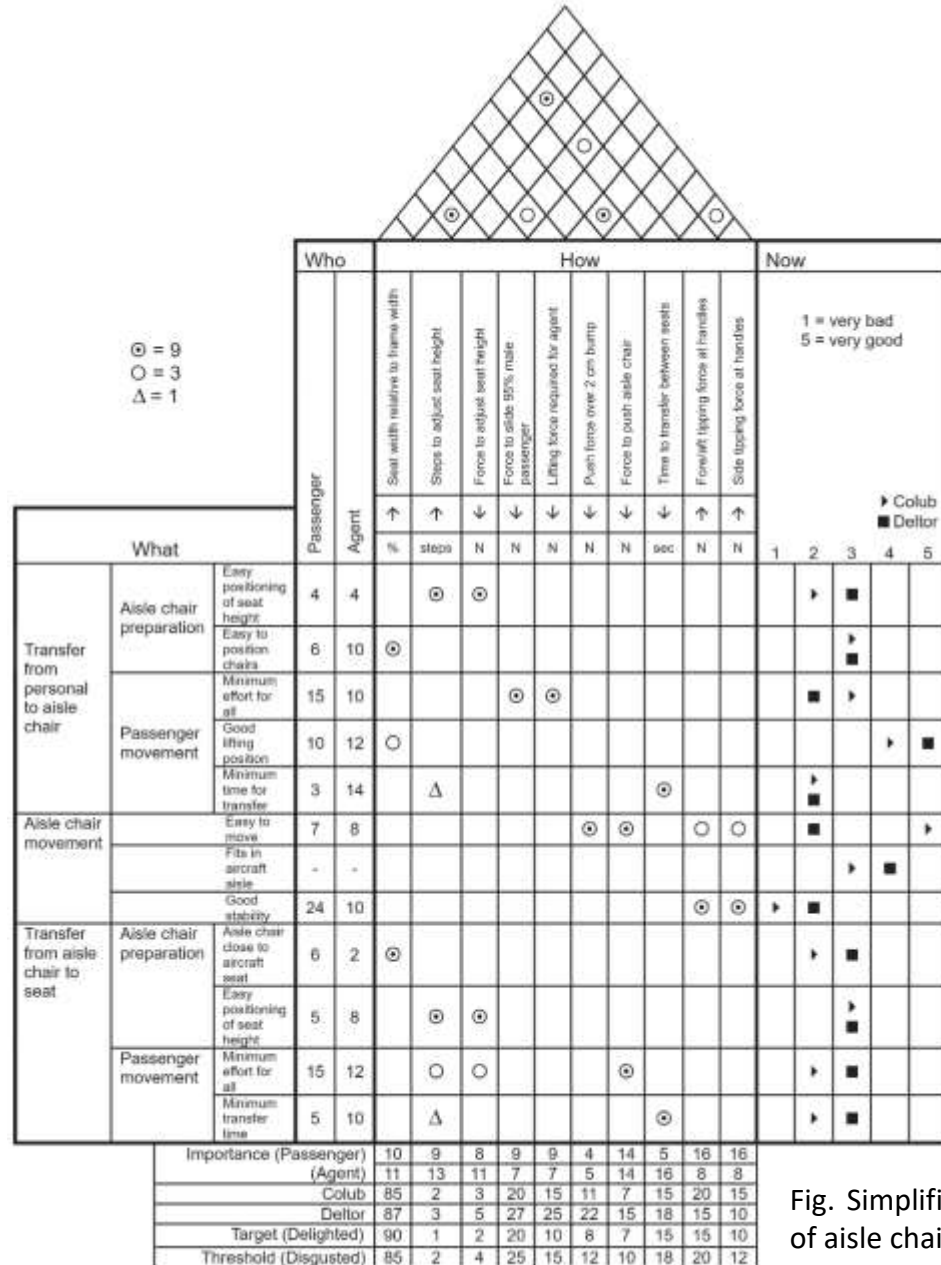 Who
How
Now
⊙ = 9
○ = 3
Δ = 1
Passenger
Agent
Seat width relative to frame width
Steps to adjust seat height
Force to adjust seat height
Force to slide 95% male
passenger
Lifting force required for agent
Push force over 2 cm bump
Force to push aisle chair
Time to transfer between seats
Fore/aft tipping force at handles
Side tipping force at handles
1 = very bad
5 = very good
Colub
Deltor
↑ ↑ ↓ ↓ ↓ ↓ ↓ ↓ ↑ ↑
What
% steps N N N N N sec N N
1 2 3 4 5
Transfer
from
personal
to aisle
chair
Aisle chair
preparation
Easy
positioning
of seat
height
4 4 ⊙ ⊙
Easy to
position
chairs
6 10 ⊙
Passenger
movement
Minimum
effort for
all
15 10 ⊙ ⊙
Good
lifting
position
10 12 ○
Minimum
time for
transfer
3 14 Δ ⊙
Aisle chair
movement
Easy to
move
7 8 ⊙ ⊙ ○ ○
Fits in
aircraft
aisle
- -
Good
stability
24 10 ⊙ ⊙
Transfer
from aisle
chair to
seat
Aisle chair
preparation
Aisle chair
close to
aircraft
seat
6 2 ⊙
Easy
positioning
of seat
height
5 8 ⊙ ⊙
Passenger
movement
Minimum
effort for
all
15 12 ○ ○ ⊙
Minimum
transfer
time
5 10 Δ ⊙
Importance (Passenger) 10 9 8 9 9 4 14 5 16 16
(Agent) 11 13 11 7 7 5 14 16 8 8
Colub 85 2 3 20 15 11 7 15 20 15
Deltor 87 3 5 27 25 22 15 18 15 10
Target (Delighted) 90 1 2 20 10 8 7 15 15 10
Threshold (Disgusted) 85 2 4 25 15 12 10 18 20 12
Fig. Simplifi
of aisle chai